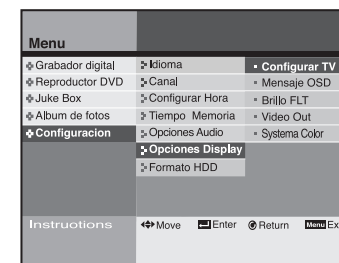 Menu
Grabador digital
Reproductor DVD
Juke Box
Album de fotos
Configuracion
Idioma
Canal
Configurar Hora
Tiempo Memoria
Opciones Audio
Opciones Display
Formato HDD
Configurar TV
Mensaje OSD
Brillo FLT
Video Out
Systema Color
Instruotions
Move Enter Return Menu Ex